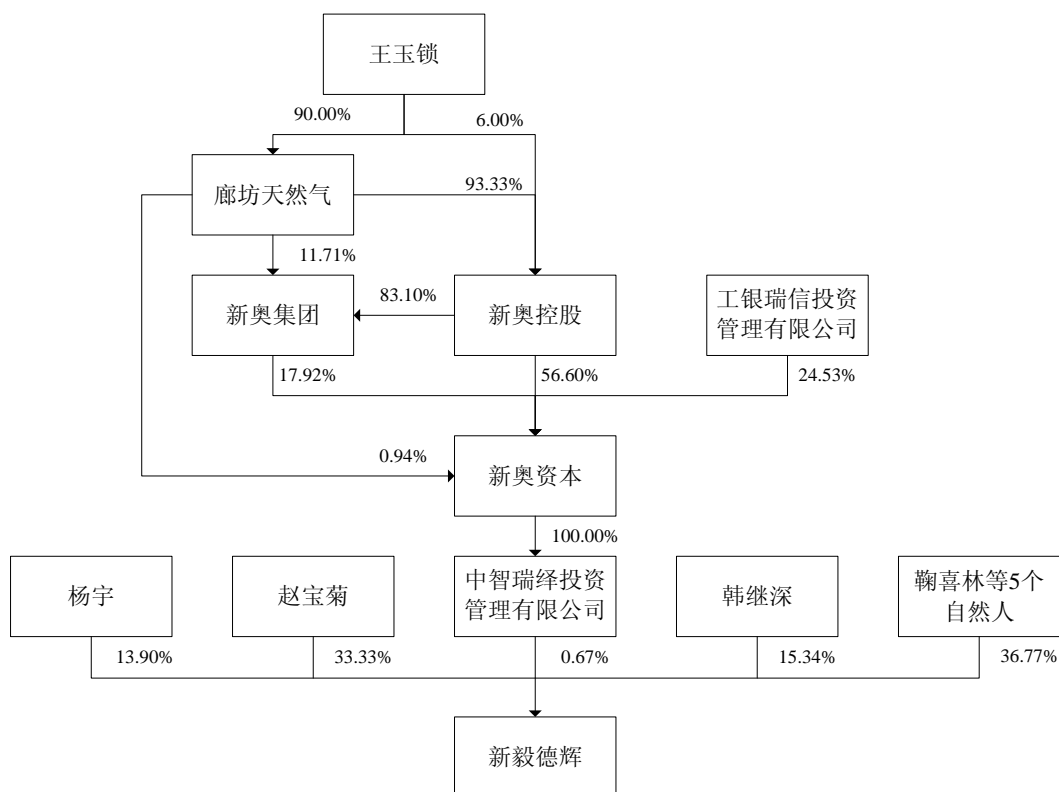 王玉锁
90.00%
6.00%
廊坊天然气
93.33%
11.71%
新奥集团
83.10%
新奥控股
工银瑞信投资
管理有限公司
17.92%
56.60%
24.53%
0.94%
新奥资本
100.00%
杨宇
赵宝菊
中智瑞绎投资
管理有限公司
韩继深
鞠喜林等5个
自然人
13.90%
33.33%
0.67%
15.34%
36.77%
新毅德辉